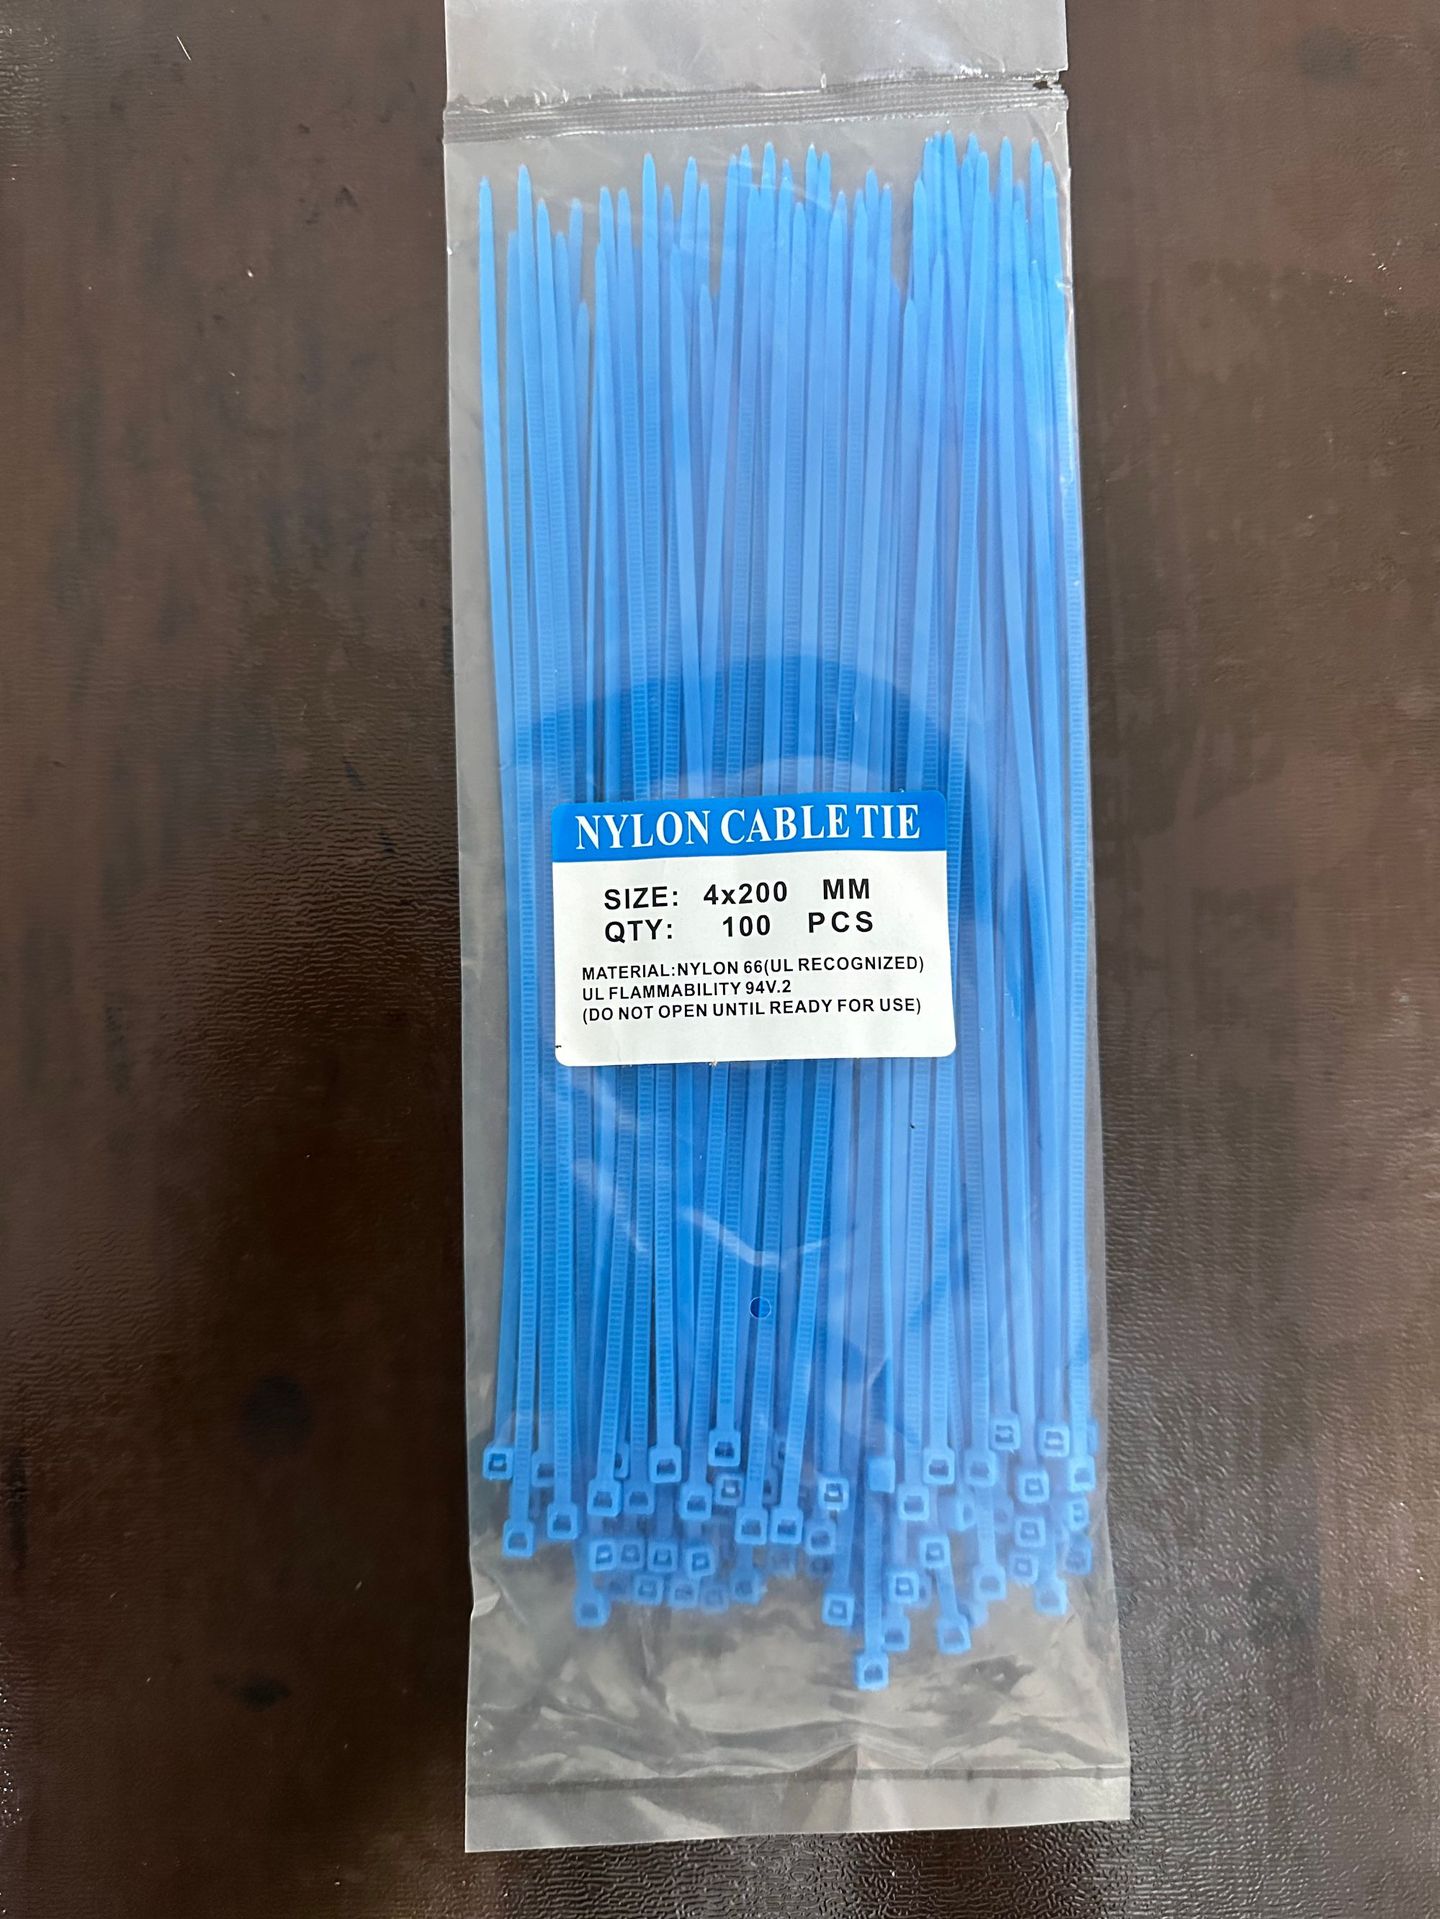 NYLON CABLE TIE
SIZE: 4x200 MM
QTY: 100 PCS
MATERIAL:NYLON 66(UL RECOGNIZED)
UL FLAMMABILITY 94V.2
(DO NOT OPEN UNTIL READY FOR USE)